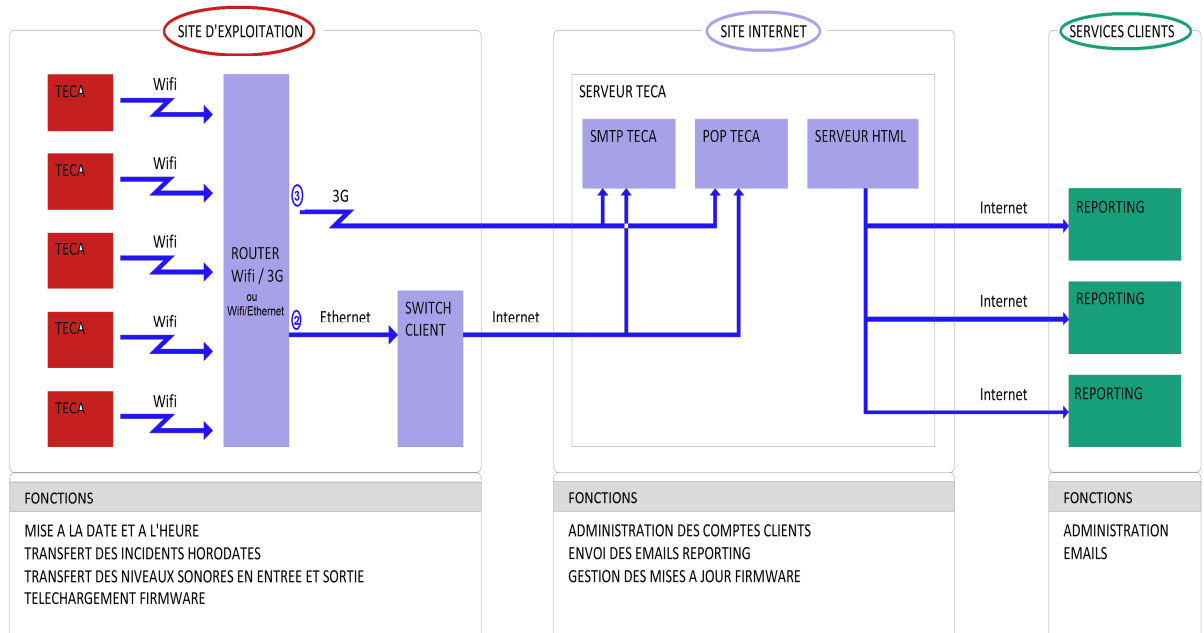 SITE D'EXPLOITATION
SITE INTERNET
SERVICES CLIENTS
TECA
Wifi
TECA
Wifi
TECA
Wifi
TECA
Wifi
TECA
Wifi
ROUTER
Wifi / 3G
ou
Wifi/Ethernet
3
3G
2
Ethernet
SWITCH
CLIENT
Internet
SERVEUR TECA
SMTP TECA
POP TECA
SERVEUR HTML
Internet
REPORTING
Internet
REPORTING
Internet
REPORTING
FONCTIONS
MISE A LA DATE ET A L'HEURE
TRANSFERT DES INCIDENTS HORODATES
TRANSFERT DES NIVEAUX SONORES EN ENTREE ET SORTIE
TELECHARGEMENT FIRMWARE
FONCTIONS
ADMINISTRATION DES COMPTES CLIENTS
ENVOI DES EMAILS REPORTING
GESTION DES MISES A JOUR FIRMWARE
FONCTIONS
ADMINISTRATION
EMAILS